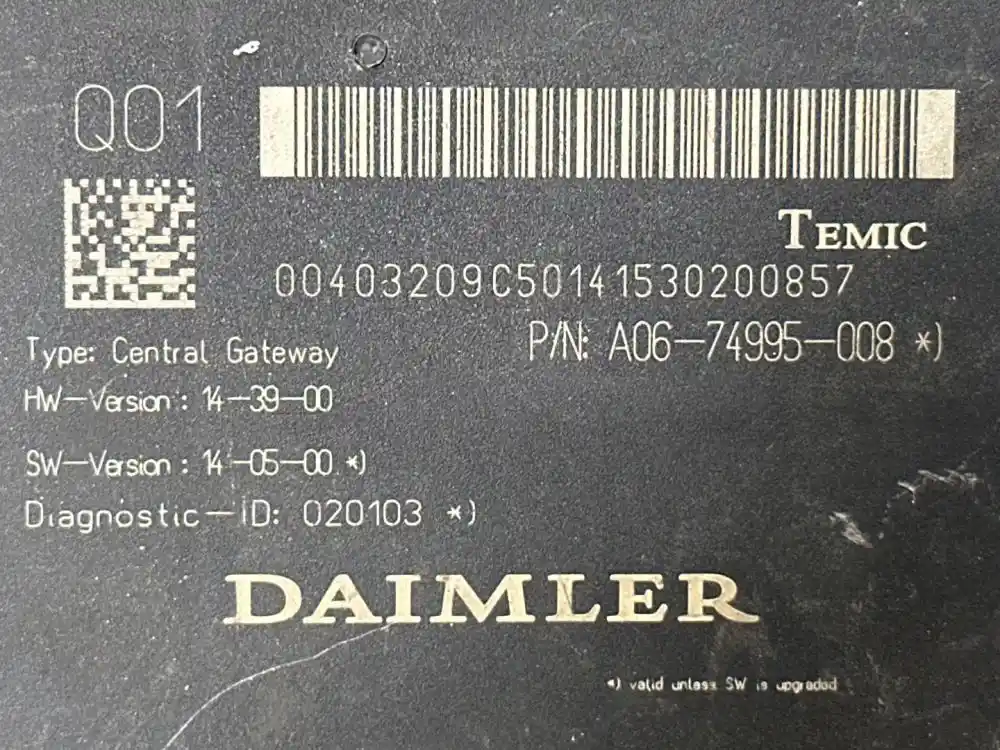 Q01
TEMIC
00403209C50141530200857
P/N: A06-74995-008 *)
Type: Central Gateway
HW-Version : 14-39-00
SW-Version : 14-05-00 *)
Diagnostic-ID: 020103 *)
DAIMLER
*) valid unless SW is upgraded